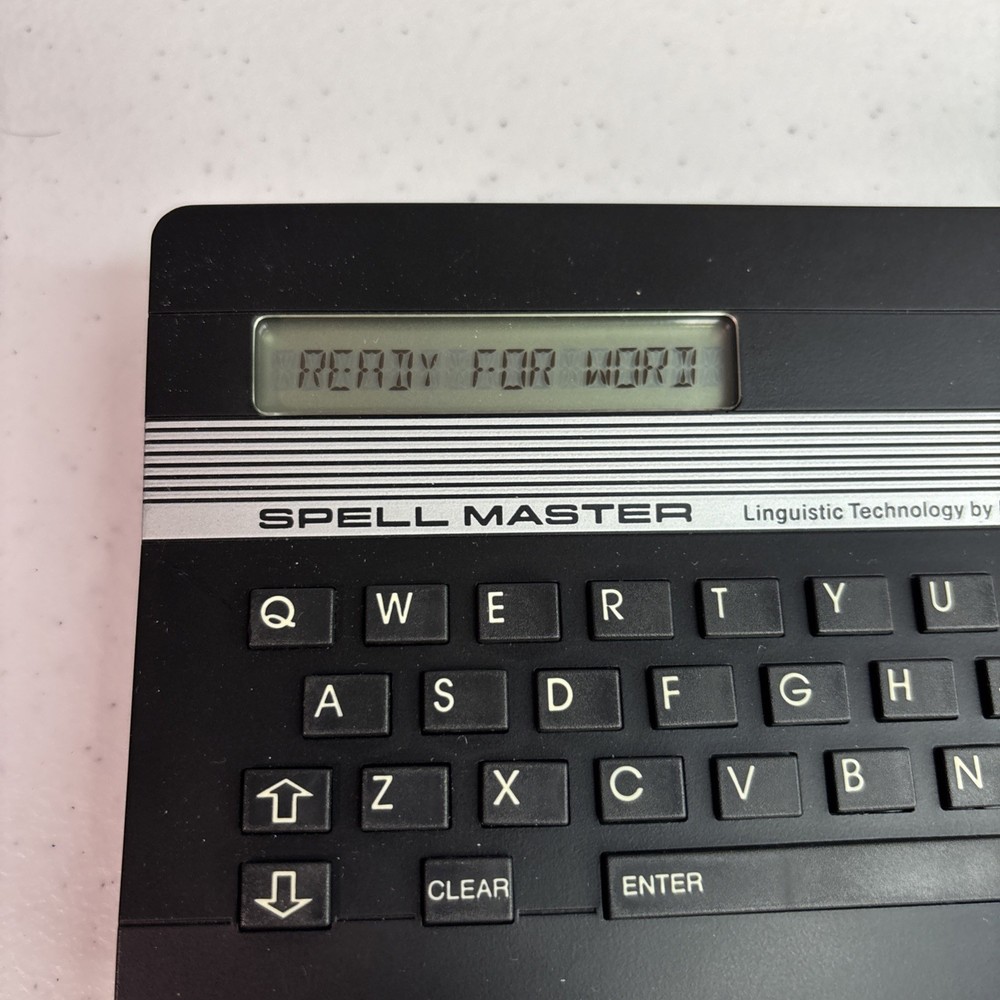 READY FOR WORD
SPELL MASTER Linguistic Technology by
Q W E R T Y U
A S D F G H
Z X C V B N
CLEAR ENTER